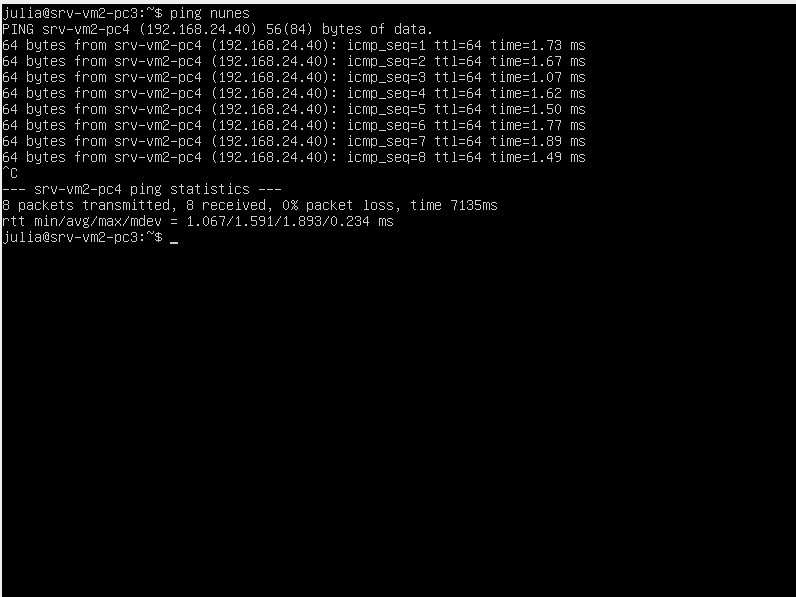 julia@srv-vm2-pc3:~$ ping nunes
PING srv-vm2-pc4 (192.168.24.40) 56(84) bytes of data.
64 bytes from srv-vm2-pc4 (192.168.24.40): icmp_seq=1 ttl=64 time=1.73 ms
64 bytes from srv-vm2-pc4 (192.168.24.40): icmp_seq=2 ttl=64 time=1.67 ms
64 bytes from srv-vm2-pc4 (192.168.24.40): icmp_seq=3 ttl=64 time=1.07 ms
64 bytes from srv-vm2-pc4 (192.168.24.40): icmp_seq=4 ttl=64 time=1.62 ms
64 bytes from srv-vm2-pc4 (192.168.24.40): icmp_seq=5 ttl=64 time=1.50 ms
64 bytes from srv-vm2-pc4 (192.168.24.40): icmp_seq=6 ttl=64 time=1.77 ms
64 bytes from srv-vm2-pc4 (192.168.24.40): icmp_seq=7 ttl=64 time=1.89 ms
64 bytes from srv-vm2-pc4 (192.168.24.40): icmp_seq=8 ttl=64 time=1.49 ms
^C
--- srv-vm2-pc4 ping statistics ---
8 packets transmitted, 8 received, 0% packet loss, time 7135ms
rtt min/avg/max/mdev = 1.067/1.591/1.893/0.234 ms
julia@srv-vm2-pc3:~$ _